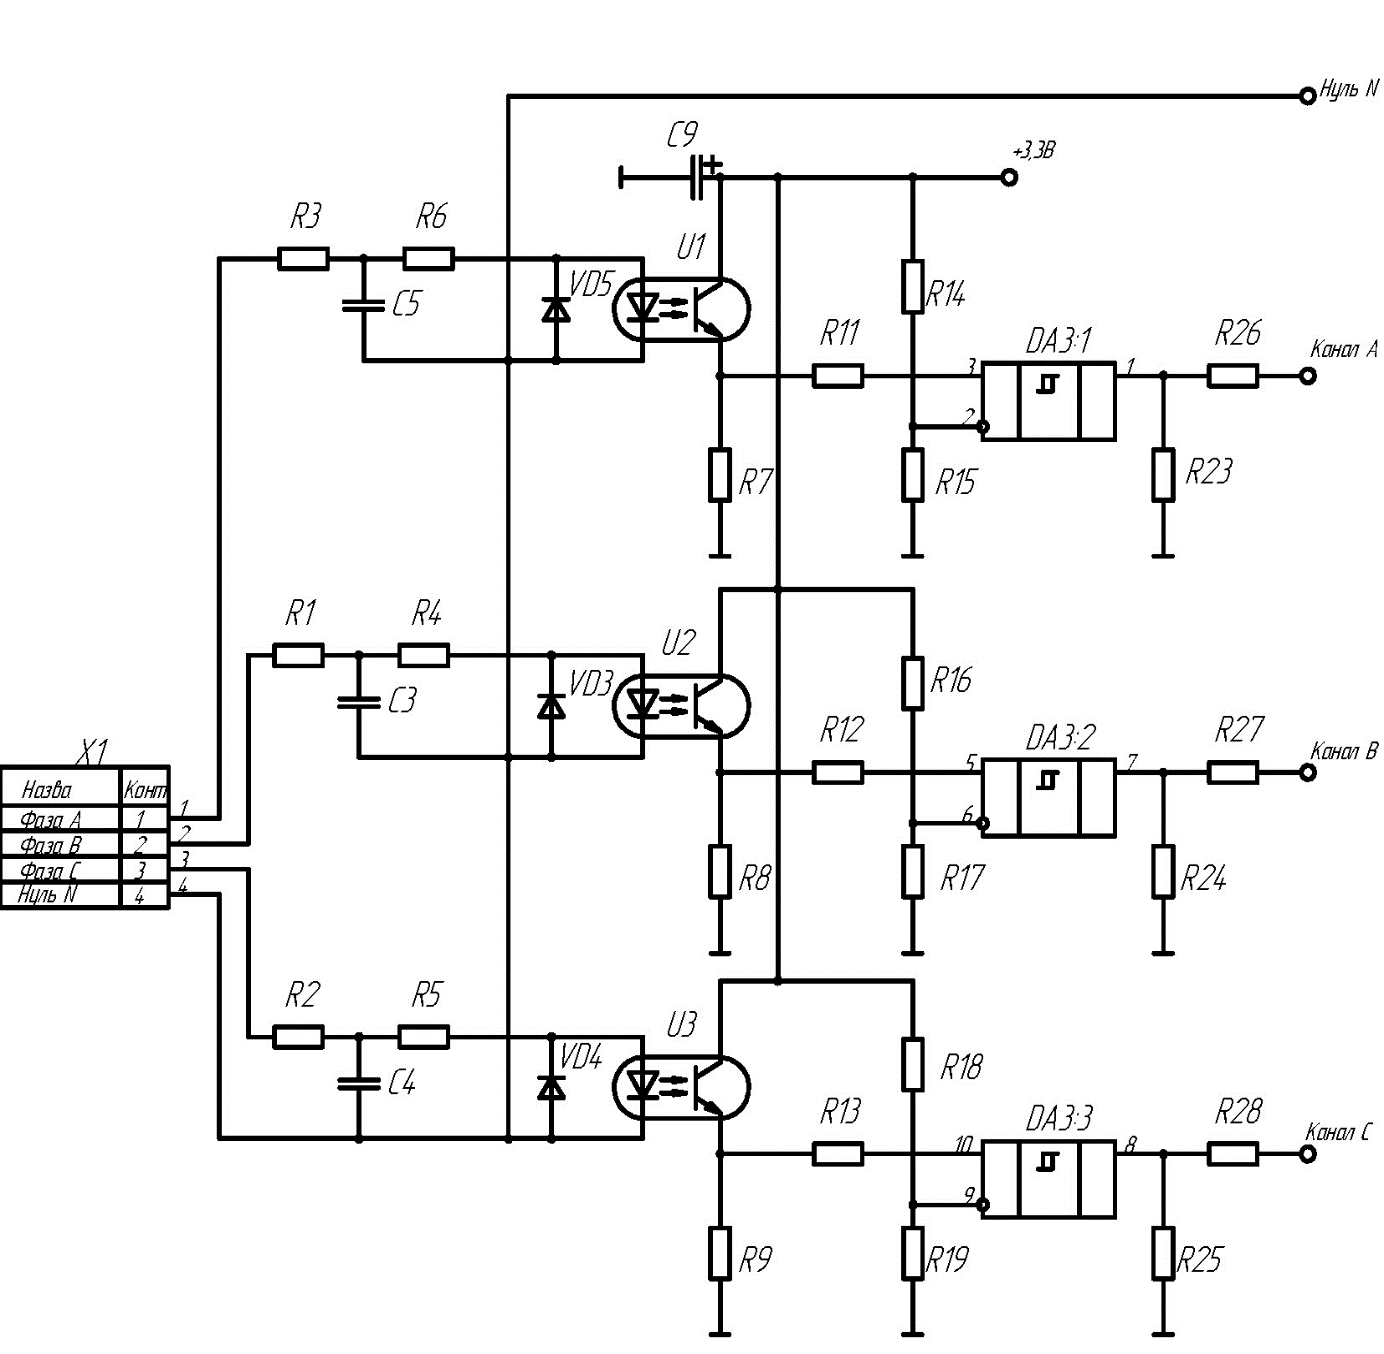 Нуль N
C9
+
+3,3В
R3
R6
U1
VD5
C5
R14
R11
DA3:1
R26
Канал A
3
1
2
R7
R15
R23
R1
R4
U2
VD3
C3
R16
R12
DA3:2
R27
Канал B
5
7
6
R8
R17
R24
X1
Назва Конт
Фаза A 1 1
Фаза B 2 2
Фаза C 3 3
Нуль N 4 4
R2
R5
U3
VD4
C4
R18
R13
DA3:3
R28
Канал C
10
8
9
R9
R19
R25